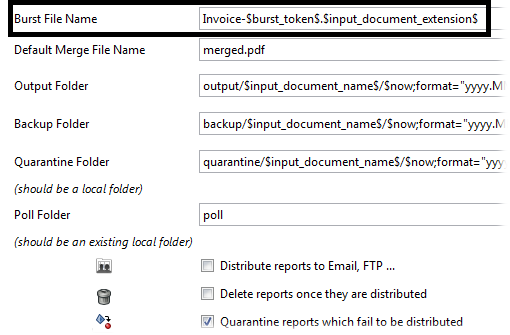 Burst File Name Invoice-$burst_token$.$input_document_extension$
Default Merge File Name merged.pdf
Output Folder output/$input_document_name$/$now;format="yyyy.M
Backup Folder backup/$input_document_name$/$now;format="yyyy.M
Quarantine Folder quarantine/$input_document_name$/$now;format="yyy
(should be a local folder)
Poll Folder poll
(should be an existing local folder)
Distribute reports to Email, FTP ...
Delete reports once they are distributed
Quarantine reports which fail to be distributed